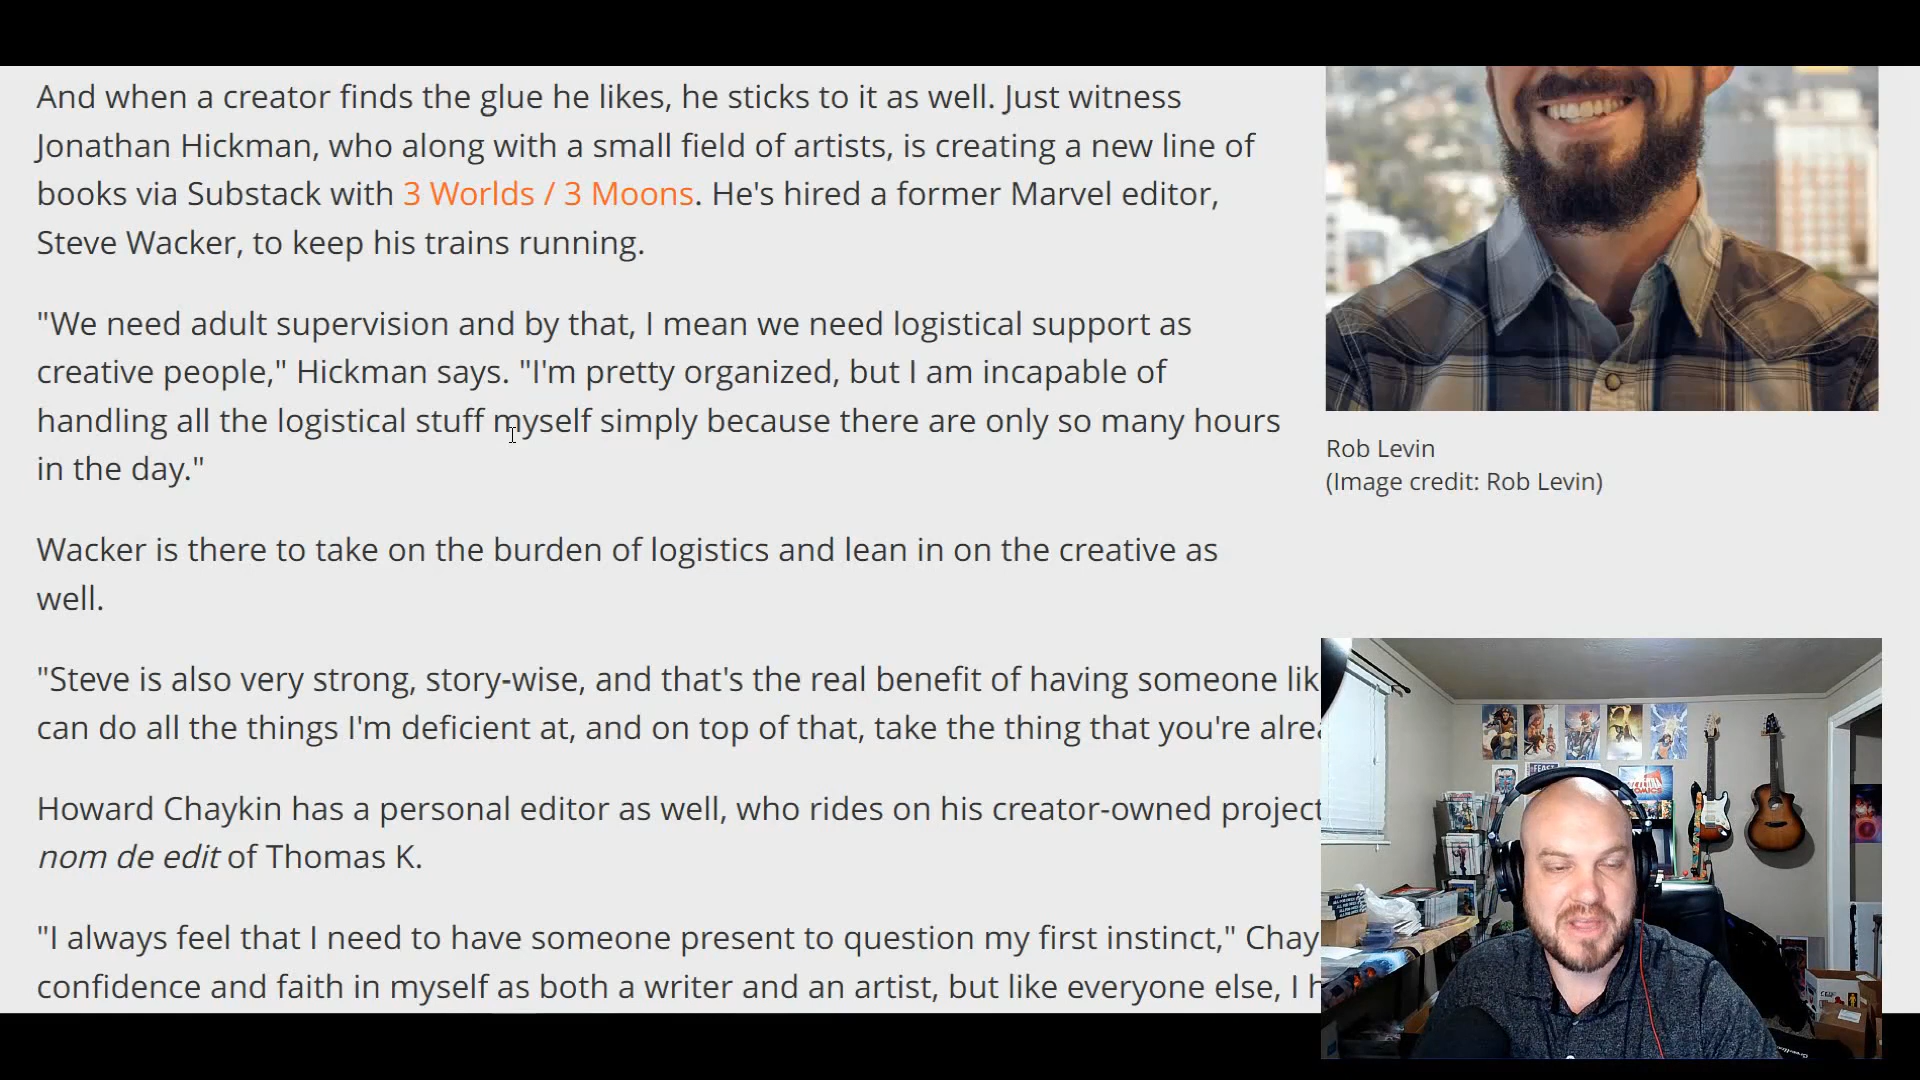 And when a creator finds the glue he likes, he sticks to it as well. Just witness
Jonathan Hickman, who along with a small field of artists, is creating a new line of
books via Substack with 3 Worlds / 3 Moons. He's hired a former Marvel editor,
Steve Wacker, to keep his trains running.
"We need adult supervision and by that, I mean we need logistical support as
creative people," Hickman says. "I'm pretty organized, but I am incapable of
handling all the logistical stuff myself simply because there are only so many hours
in the day."
Wacker is there to take on the burden of logistics and lean in on the creative as
well.
"Steve is also very strong, story-wise, and that's the real benefit of having someone lik
can do all the things I'm deficient at, and on top of that, take the thing that you're alrea
Howard Chaykin has a personal editor as well, who rides on his creator-owned project
nom de edit of Thomas K.
"I always feel that I need to have someone present to question my first instinct," Chay
confidence and faith in myself as both a writer and an artist, but like everyone else, I h
Rob Levin
(Image credit: Rob Levin)